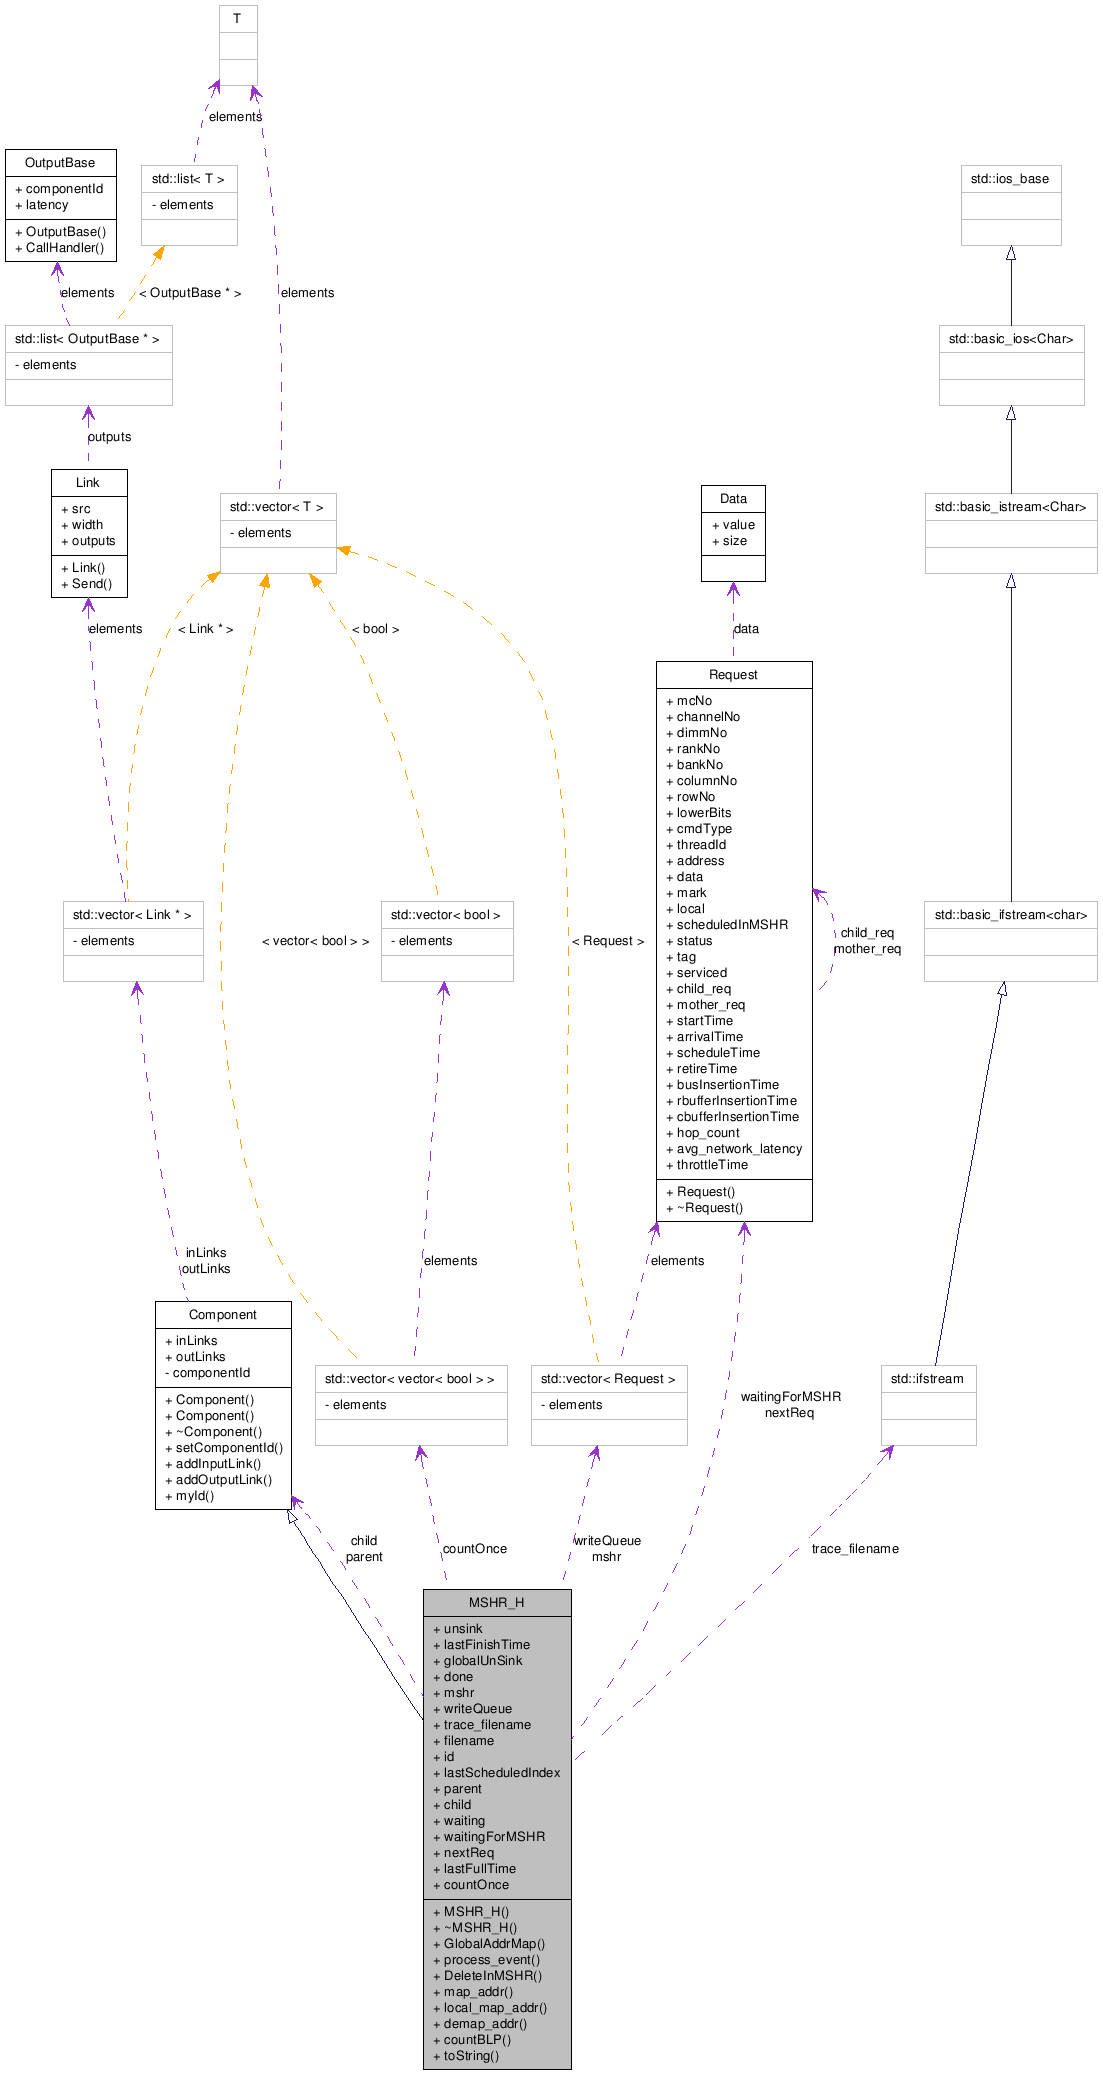 T
elements
OutputBase
+ componentId
+ latency
+ OutputBase()
+ CallHandler()
std::list< T >
- elements
std::ios_base
elements
< OutputBase * >
elements
std::list< OutputBase * >
- elements
std::basic_ios<Char>
outputs
Link
+ src
+ width
+ outputs
+ Link()
+ Send()
std::vector< T >
- elements
Data
+ value
+ size
std::basic_istream<Char>
elements
< Link * >
< bool >
data
Request
+ mcNo
+ channelNo
+ dimmNo
+ rankNo
+ bankNo
+ columnNo
+ rowNo
+ lowerBits
+ cmdType
+ threadId
+ address
+ data
+ mark
+ local
+ scheduledInMSHR
+ status
+ tag
+ serviced
+ child_req
+ mother_req
+ startTime
+ arrivalTime
+ scheduleTime
+ retireTime
+ busInsertionTime
+ rbufferInsertionTime
+ cbufferInsertionTime
+ hop_count
+ avg_network_latency
+ throttleTime
+ Request()
+ ~Request()
std::vector< Link * >
- elements
< vector< bool > >
std::vector< bool >
- elements
< Request >
child_req
mother_req
std::basic_ifstream<char>
inLinks
outLinks
elements
elements
Component
+ inLinks
+ outLinks
- componentId
+ Component()
+ Component()
+ ~Component()
+ setComponentId()
+ addInputLink()
+ addOutputLink()
+ myId()
std::vector< vector< bool > >
- elements
std::vector< Request >
- elements
waitingForMSHR
nextReq
std::ifstream
child
parent
countOnce
writeQueue
mshr
trace_filename
MSHR_H
+ unsink
+ lastFinishTime
+ globalUnSink
+ done
+ mshr
+ writeQueue
+ trace_filename
+ filename
+ id
+ lastScheduledIndex
+ parent
+ child
+ waiting
+ waitingForMSHR
+ nextReq
+ lastFullTime
+ countOnce
+ MSHR_H()
+ ~MSHR_H()
+ GlobalAddrMap()
+ process_event()
+ DeleteInMSHR()
+ map_addr()
+ local_map_addr()
+ demap_addr()
+ countBLP()
+ toString()